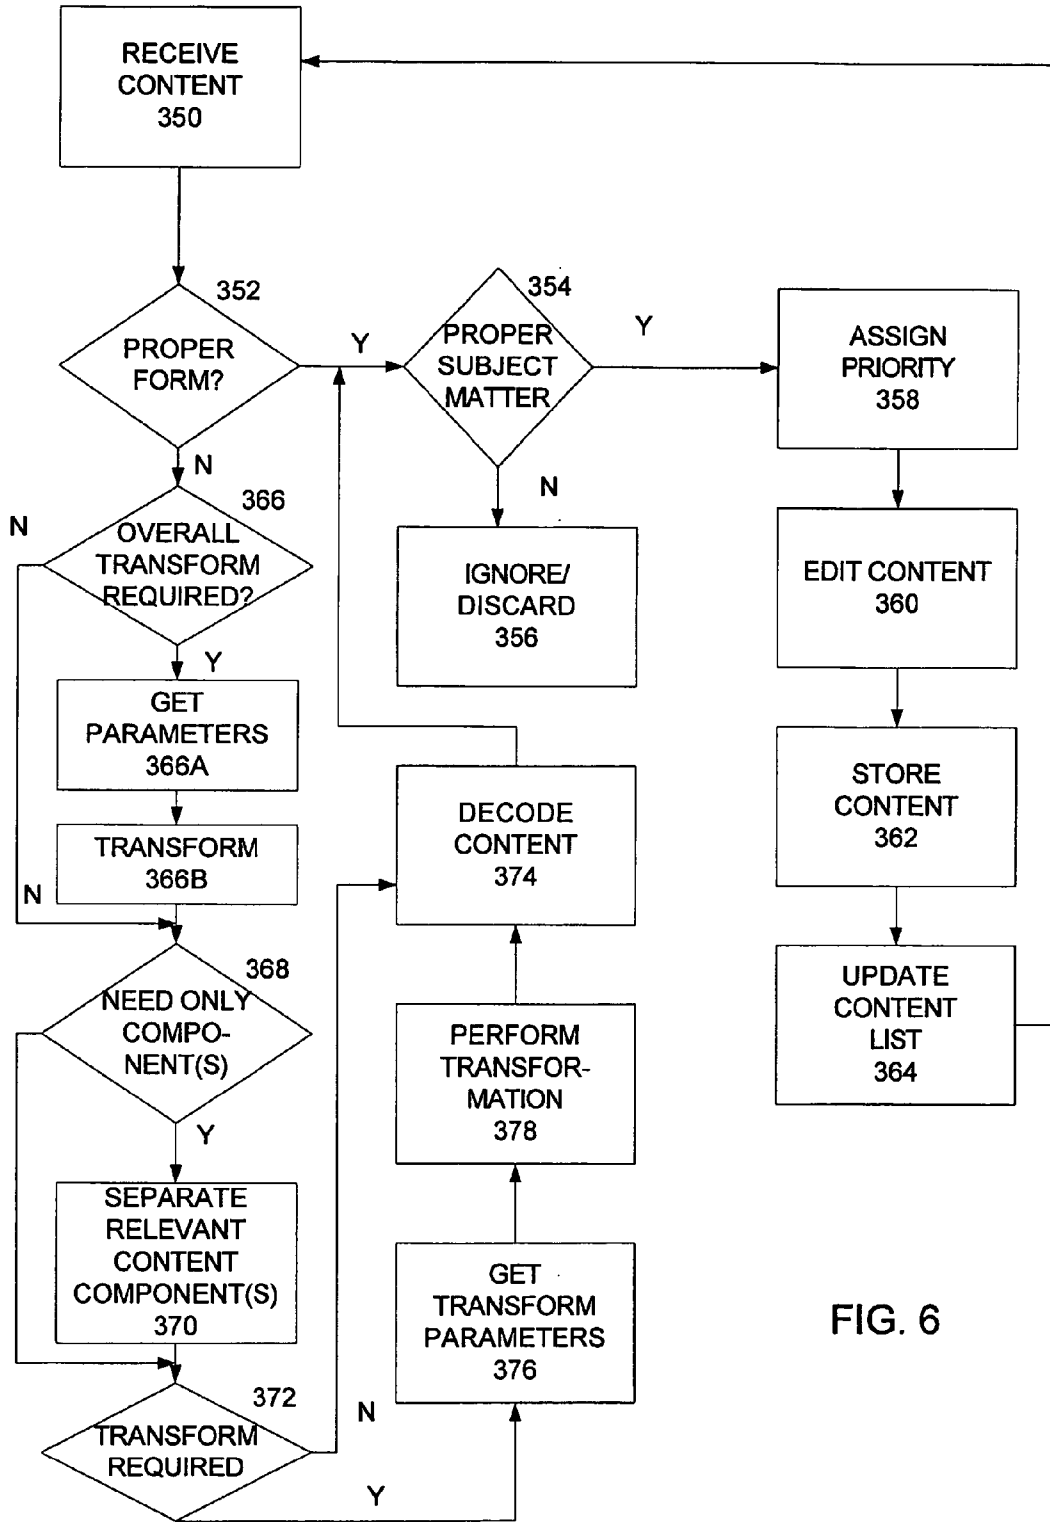 RECEIVE
CONTENT
350
352
PROPER
FORM?
Y
N
354
PROPER
SUBJECT
MATTER
Y
N
IGNORE/
DISCARD
356
ASSIGN
PRIORITY
358
EDIT CONTENT
360
STORE
CONTENT
362
UPDATE
CONTENT
LIST
364
366
OVERALL
TRANSFORM
REQUIRED?
N
Y
GET
PARAMETERS
366A
TRANSFORM
366B
N
368
NEED ONLY
COMPO-
NENT(S)
Y
SEPARATE
RELEVANT
CONTENT
COMPONENT(S)
370
372
TRANSFORM
REQUIRED
N
Y
DECODE
CONTENT
374
PERFORM
TRANSFOR-
MATION
378
GET
TRANSFORM
PARAMETERS
376
FIG. 6